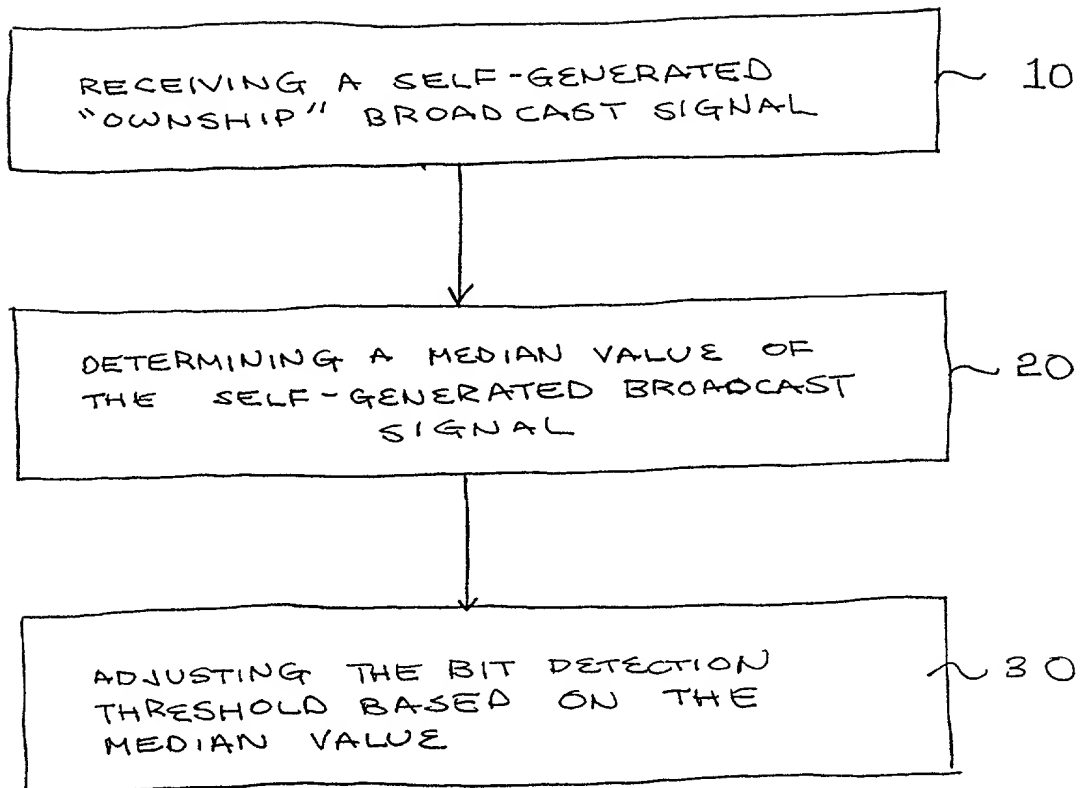 RECEIVING A SELF-GENERATED
"OWNSHIP" BROADCAST SIGNAL
10
DETERMINING A MEDIAN VALUE OF
THE SELF-GENERATED BROADCAST
SIGNAL
20
ADJUSTING THE BIT DETECTION
THRESHOLD BASED ON THE
MEDIAN VALUE
30